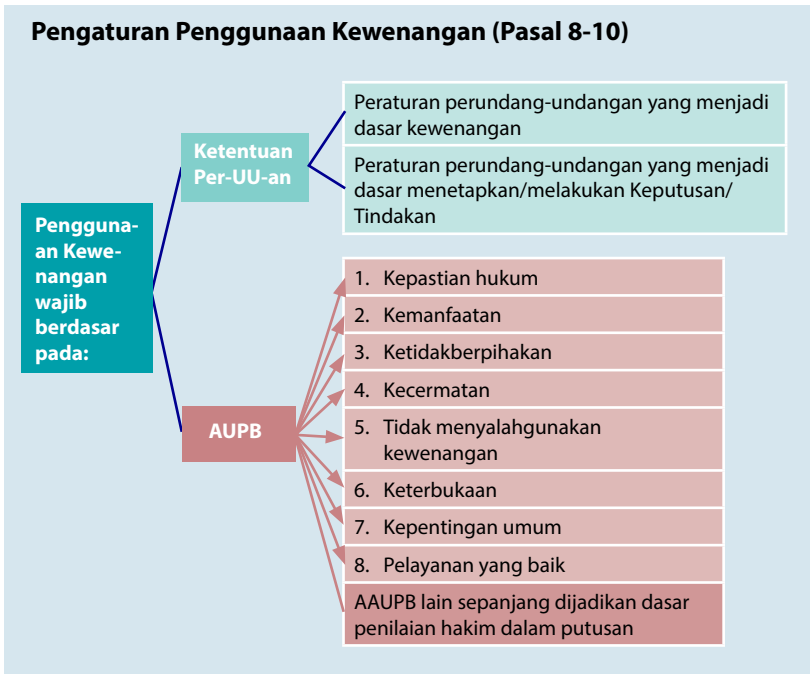 Pengaturan Penggunaan Kewenangan (Pasal 8-10)
Pengguna-
an Kewe-
nangan
wajib
berdasar
pada:
Ketentuan
Per-UU-an
Peraturan perundang-undangan yang menjadi
dasar kewenangan
Peraturan perundang-undangan yang menjadi
dasar menetapkan/melakukan Keputusan/
Tindakan
AUPB
1. Kepastian hukum
2. Kemanfaatan
3. Ketidakberpihakan
4. Kecermatan
5. Tidak menyalahgunakan
kewenangan
6. Keterbukaan
7. Kepentingan umum
8. Pelayanan yang baik
AAUPB lain sepanjang dijadikan dasar
penilaian hakim dalam putusan